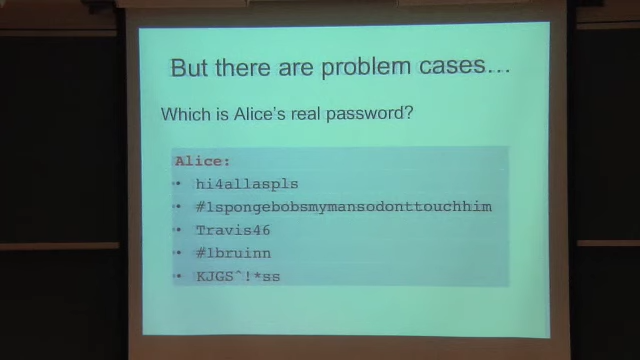 But there are problem cases…
Which is Alice's real password?
Alice:
• hi4allaspls
• #1spongebobsmymansodonttouchhim
• Travis46
• #1bruinn
• KJGS^!*ss